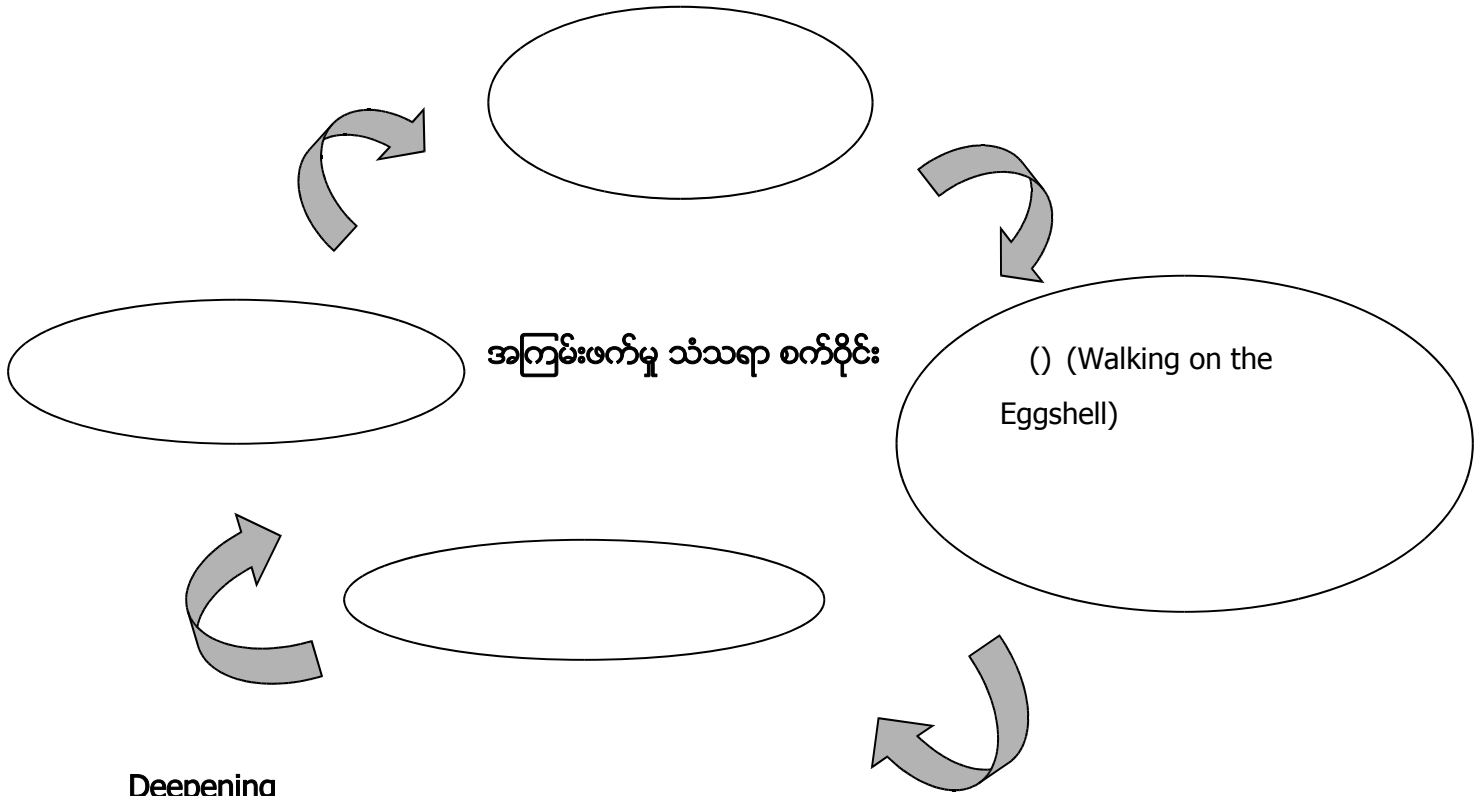 အကြမ်းဖက်မှု သံသရာ စက်ဝိုင်း
() (Walking on the
Eggshell)
Deepening